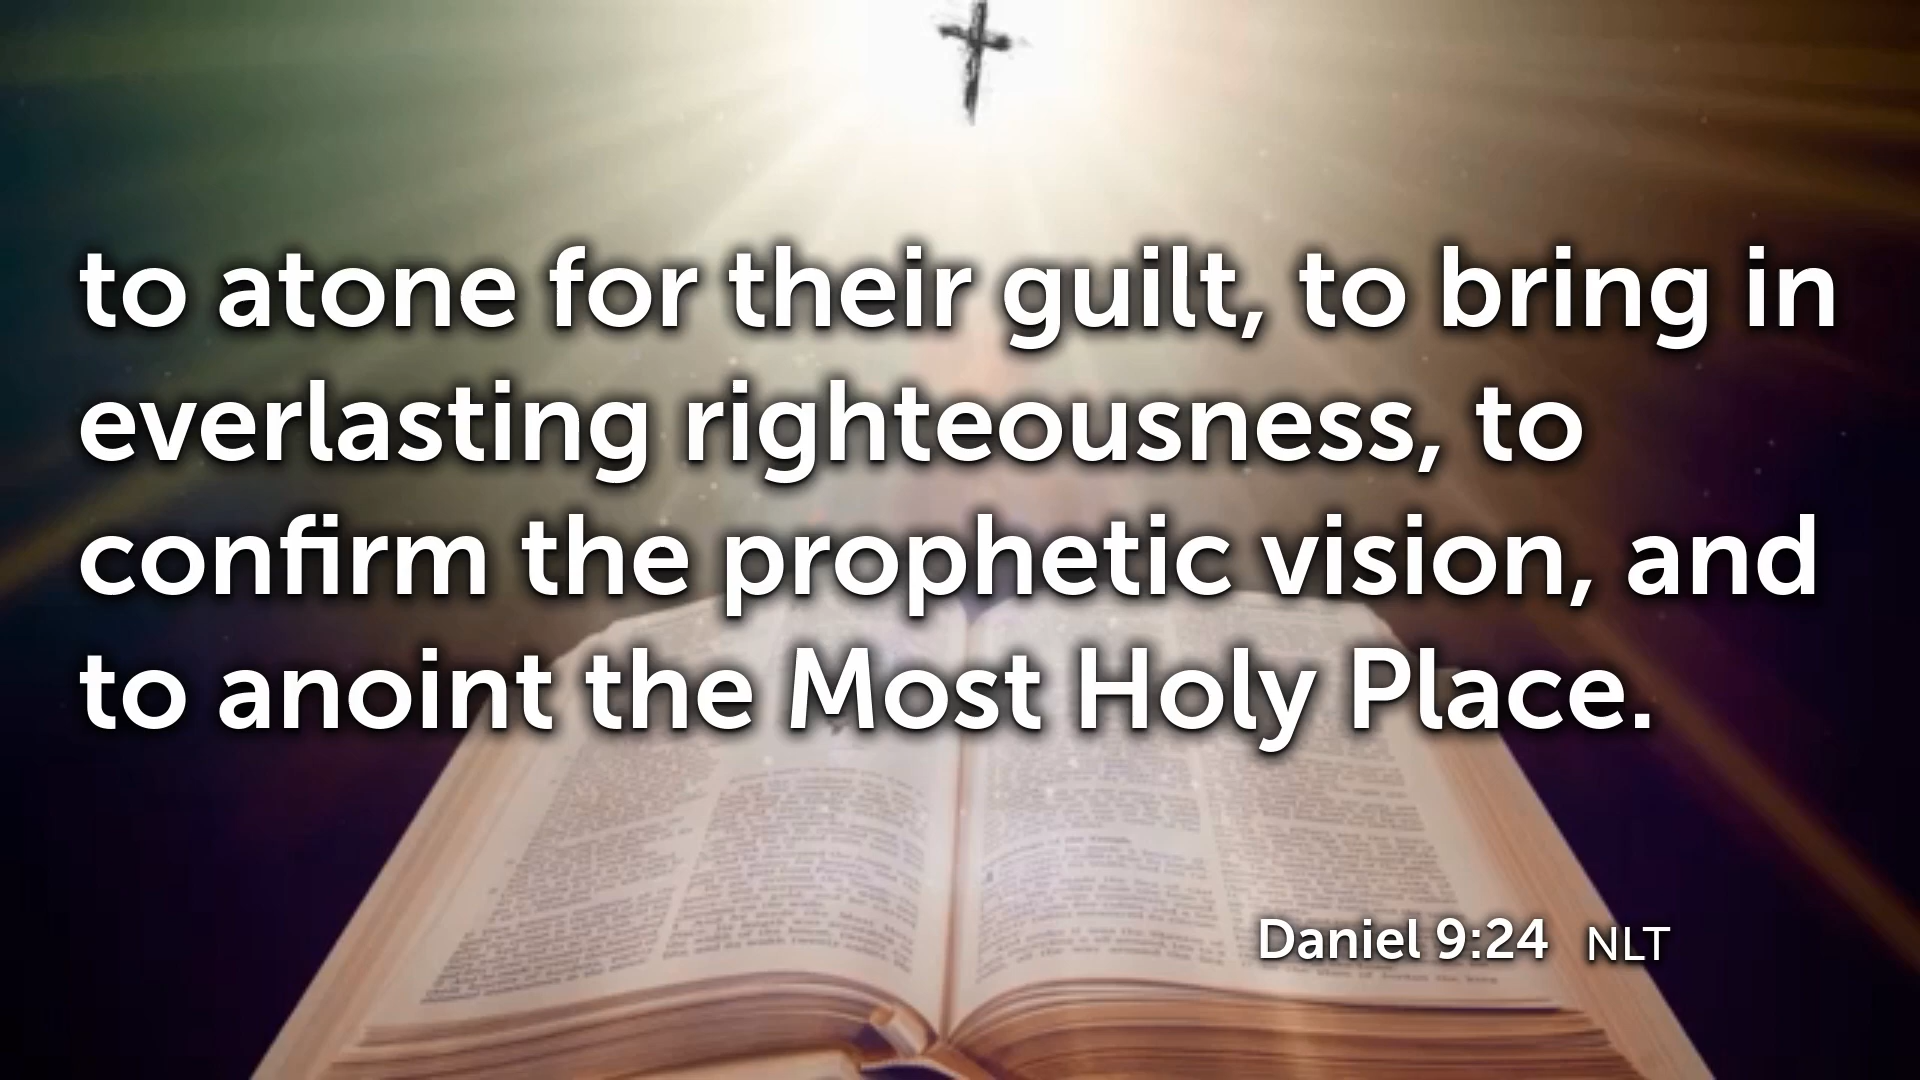 to atone for their guilt, to bring in
everlasting righteousness, to
confirm the prophetic vision, and
to anoint the Most Holy Place.
Daniel 9:24 NLT